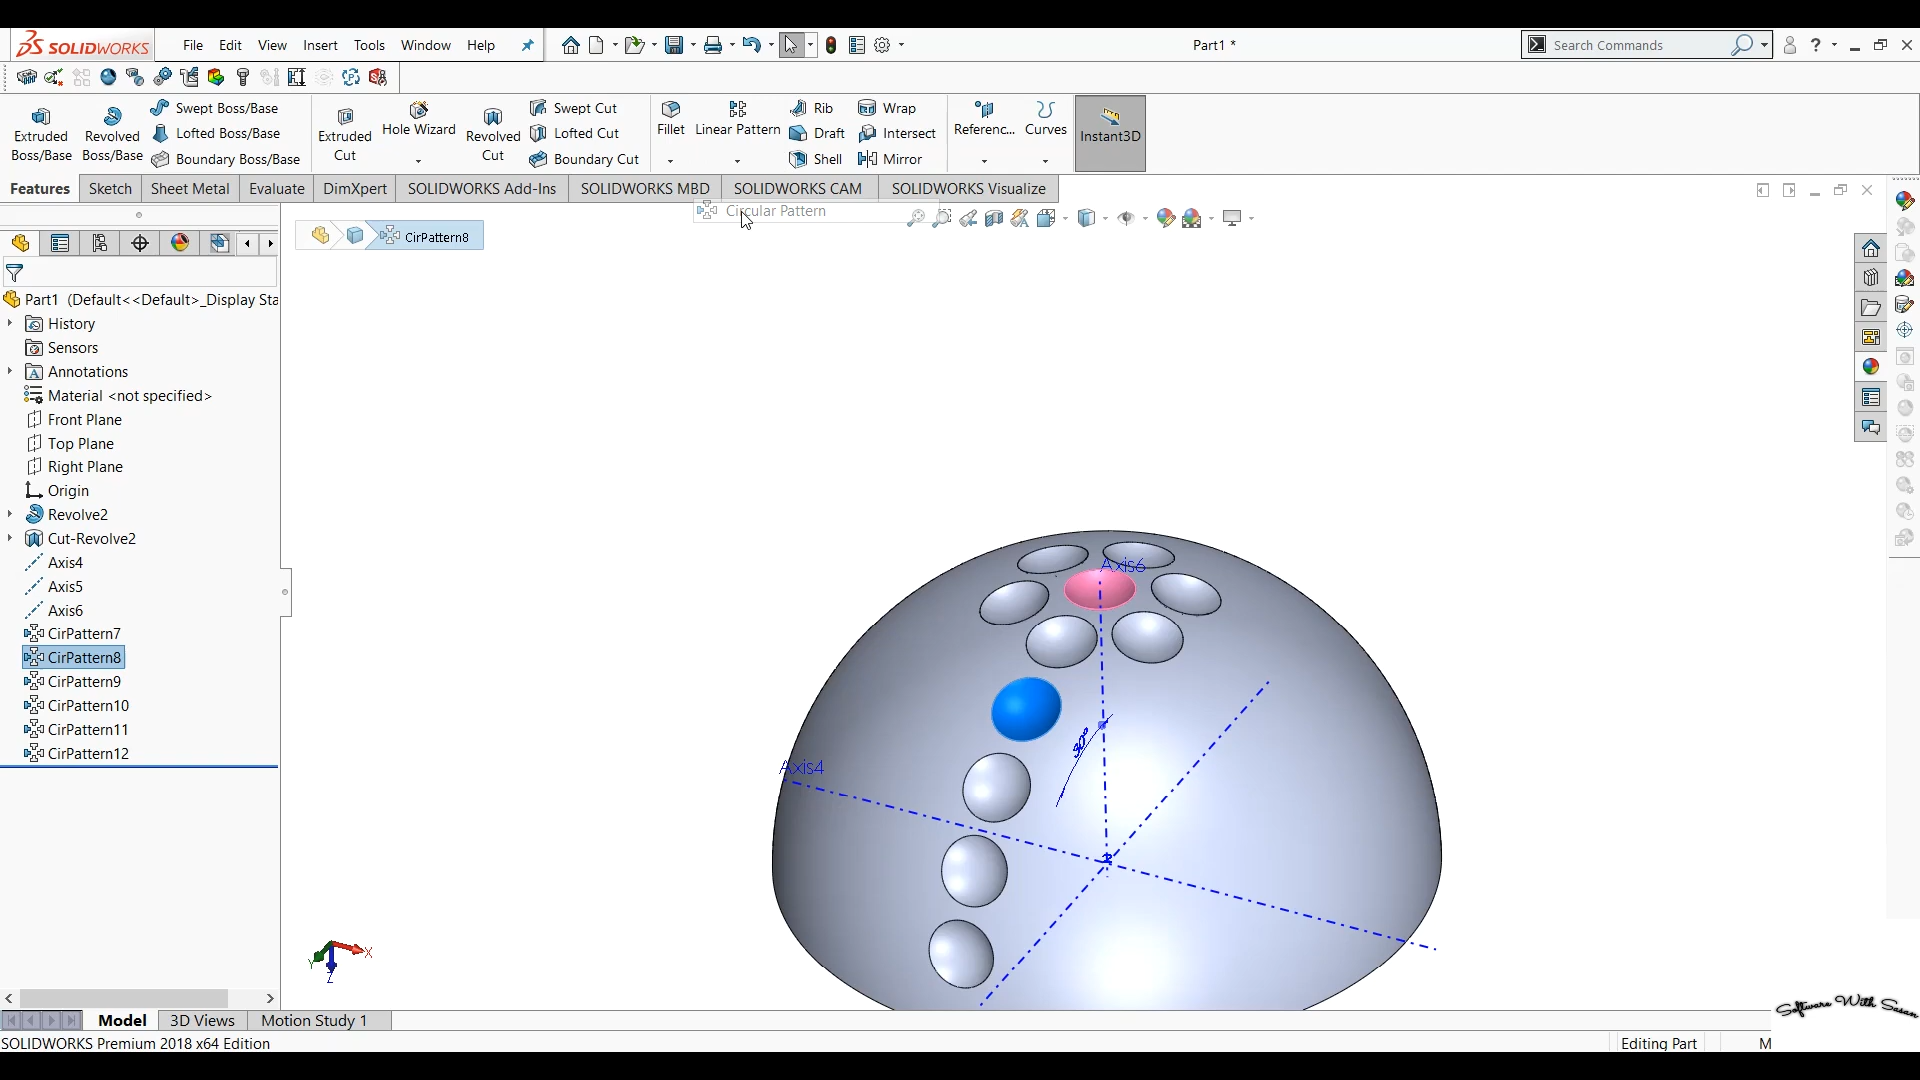 SOLIDWORKS
File Edit View Insert Tools Window Help
Part1 *
Search Commands
Extruded Boss/Base
Revolved Boss/Base
Swept Boss/Base
Lofted Boss/Base
Boundary Boss/Base
Extruded Cut
Hole Wizard
Revolved Cut
Swept Cut
Lofted Cut
Boundary Cut
Fillet
Linear Pattern
Rib
Draft
Shell
Wrap
Intersect
Mirror
Referenc...
Curves
Instant3D
Features Sketch Sheet Metal Evaluate DimXpert SOLIDWORKS Add-Ins SOLIDWORKS MBD SOLIDWORKS CAM SOLIDWORKS Visualize
Circular Pattern
CirPattern8
Part1 (Default<<Default>_Display Sta
History
Sensors
Annotations
Material <not specified>
Front Plane
Top Plane
Right Plane
Origin
Revolve2
Cut-Revolve2
Axis4
Axis5
Axis6
CirPattern7
CirPattern8
CirPattern9
CirPattern10
CirPattern11
CirPattern12
Axis6
30°
Axis4
X
Y
Z
Model 3D Views Motion Study 1
Software With Sasan
SOLIDWORKS Premium 2018 x64 Edition
Editing Part
M